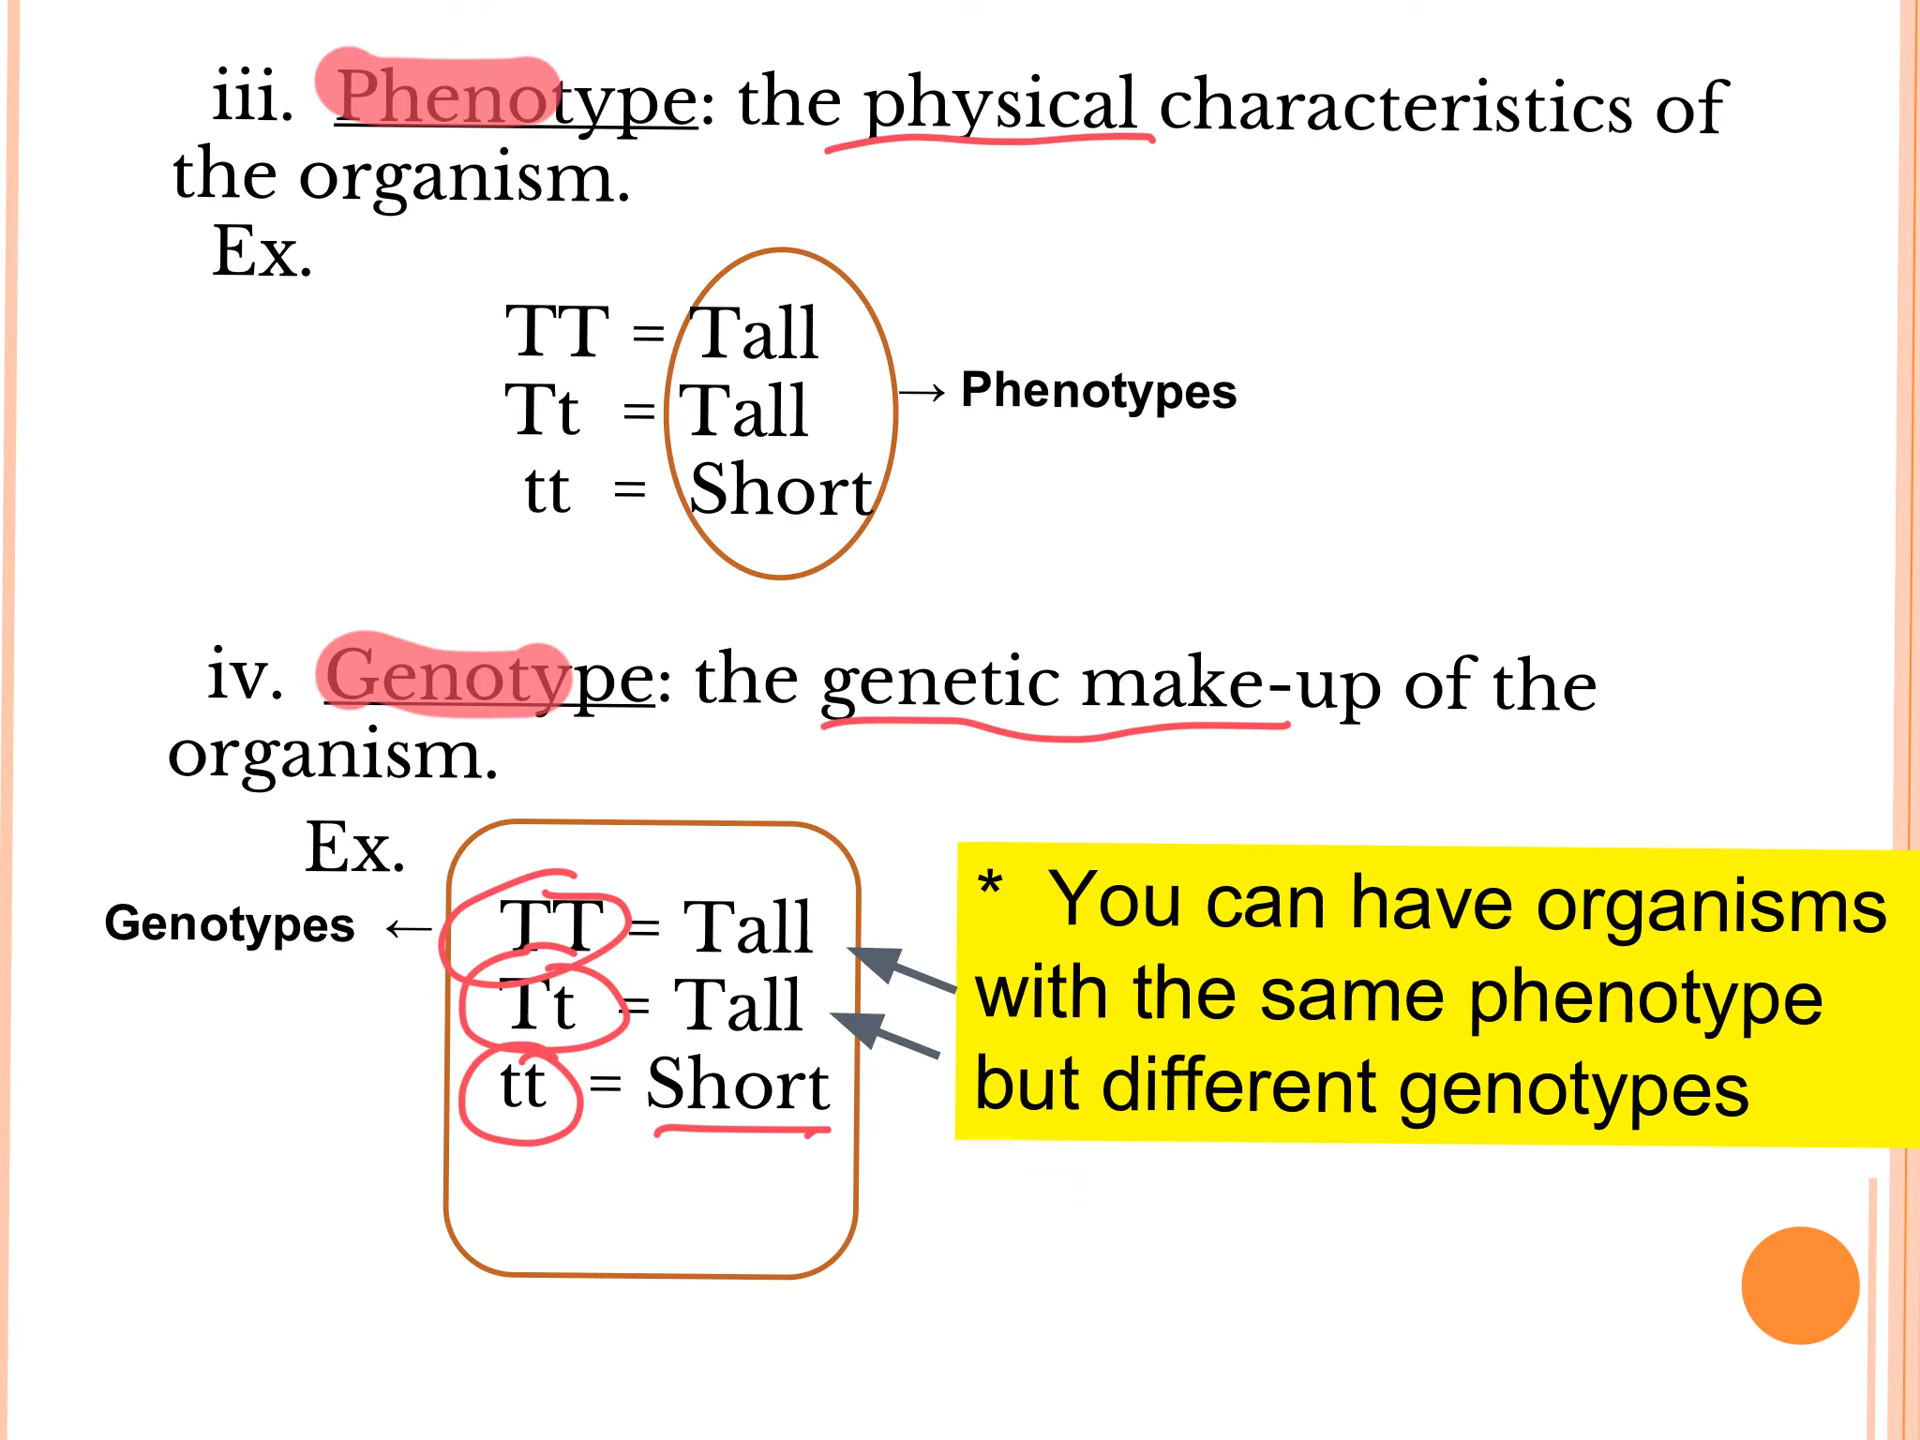 iii. Phenotype: the physical characteristics of
the organism.
Ex.
TT = Tall
Tt = Tall
tt = Short
→ Phenotypes
iv. Genotype: the genetic make-up of the
organism.
Ex.
Genotypes ←
TT = Tall
Tt = Tall
tt = Short
* You can have organisms
with the same phenotype
but different genotypes